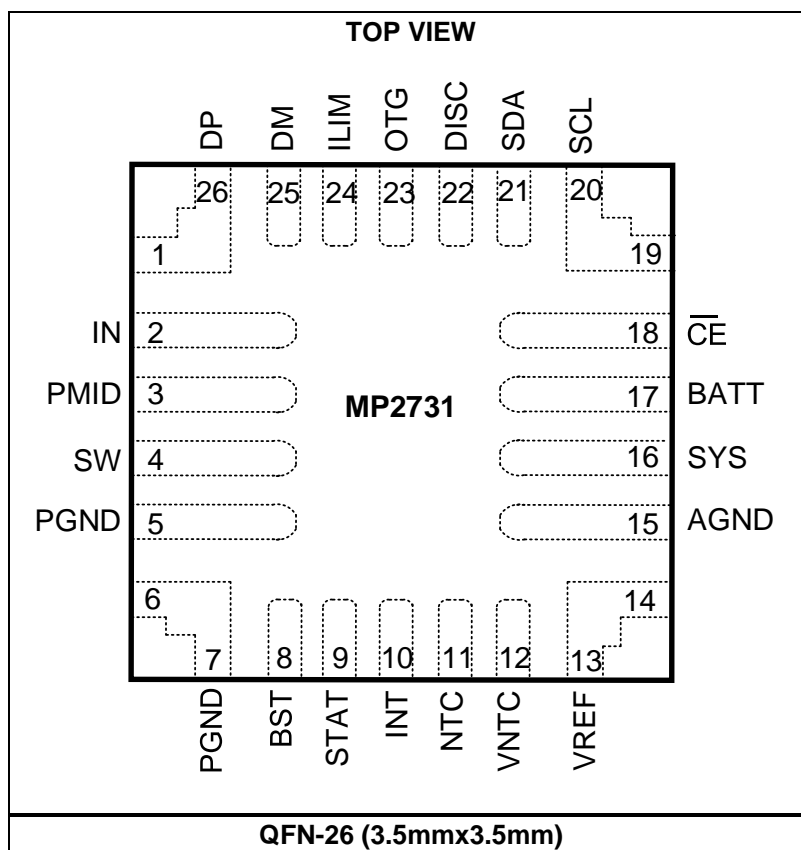 TOP VIEW
DP DM ILIM OTG DISC SDA SCL
26 25 24 23 22 21 20
1 19
IN 2 18 C̅E̅
PMID 3 MP2731 17 BATT
SW 4 16 SYS
PGND 5 15 AGND
6 14
7 8 9 10 11 12 13
PGND BST STAT INT NTC VNTC VREF
QFN-26 (3.5mmx3.5mm)